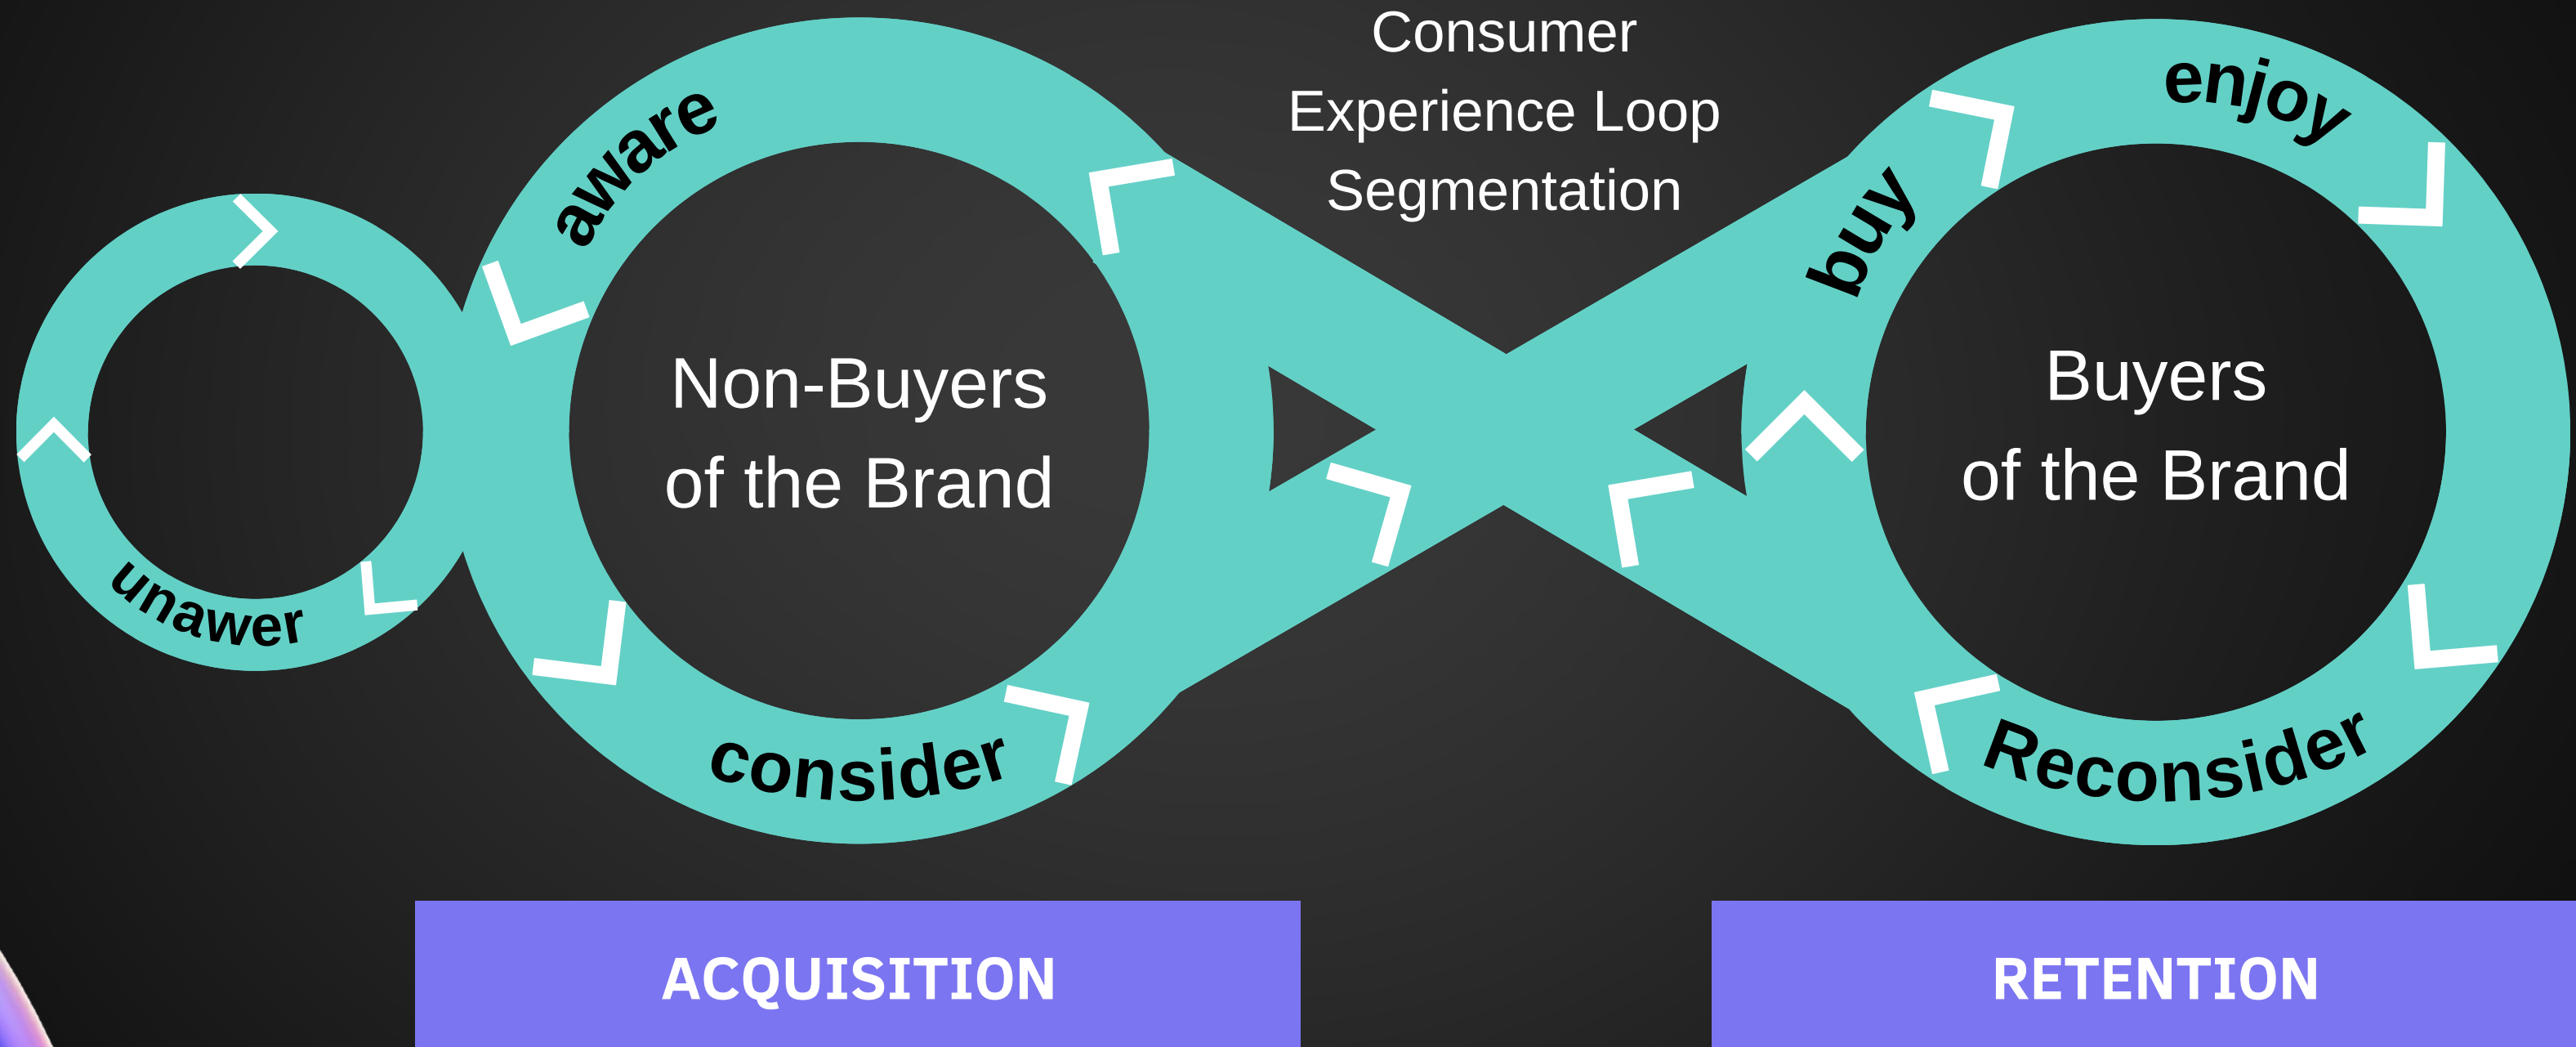 Consumer
Experience Loop
Segmentation
unawer
aware
consider
Non-Buyers
of the Brand
buy
enjoy
Reconsider
Buyers
of the Brand
ACQUISITION
RETENTION